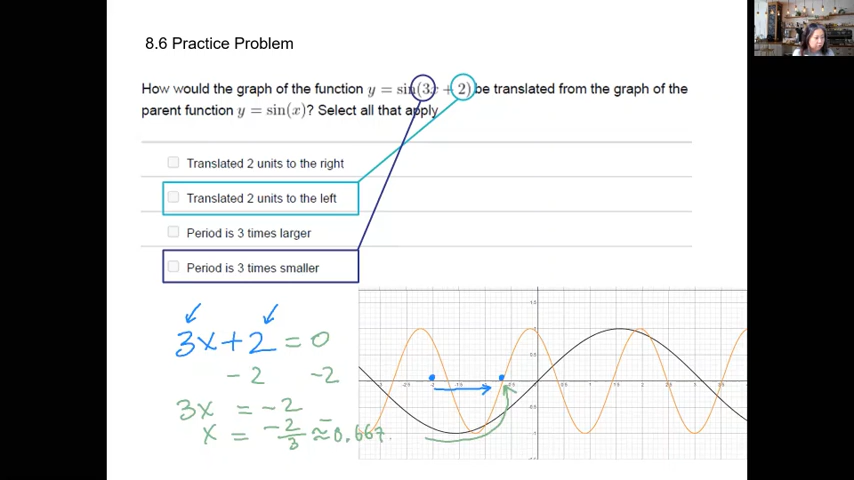 8.6 Practice Problem
How would the graph of the function y = sin(3x + 2) be translated from the graph of the
parent function y = sin(x)? Select all that apply
Translated 2 units to the right
Translated 2 units to the left
Period is 3 times larger
Period is 3 times smaller
3x+2 = 0
-2 -2
3x = -2
x = -2/3 ≈ -0.667